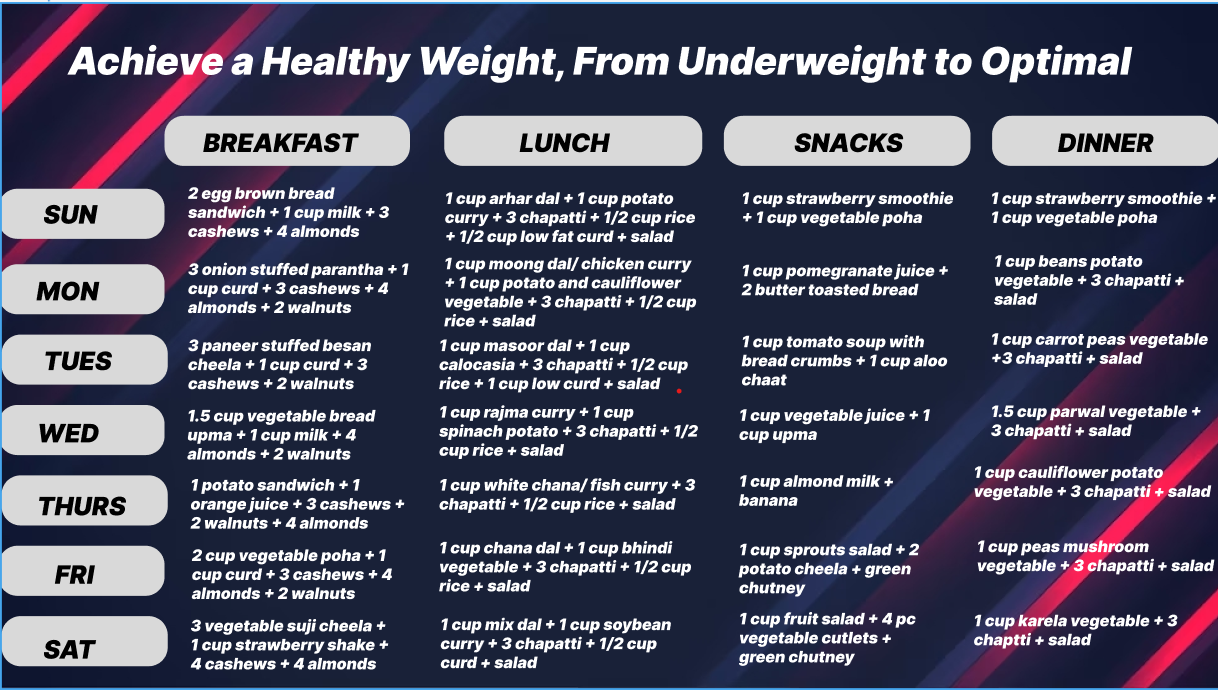 Achieve a Healthy Weight, From Underweight to Optimal
BREAKFAST
LUNCH
SNACKS
DINNER
SUN
2 egg brown bread
sandwich + 1 cup milk + 3
cashews + 4 almonds
1 cup arhar dal + 1 cup potato
curry + 3 chapatti + 1/2 cup rice
+ 1/2 cup low fat curd + salad
1 cup strawberry smoothie
+ 1 cup vegetable poha
1 cup strawberry smoothie +
1 cup vegetable poha
MON
3 onion stuffed parantha + 1
cup curd + 3 cashews + 4
almonds + 2 walnuts
1 cup moong dal/ chicken curry
+ 1 cup potato and cauliflower
vegetable + 3 chapatti + 1/2 cup
rice + salad
1 cup pomegranate juice +
2 butter toasted bread
1 cup beans potato
vegetable + 3 chapatti +
salad
TUES
3 paneer stuffed besan
cheela + 1 cup curd + 3
cashews + 2 walnuts
1 cup masoor dal + 1 cup
calocasia + 3 chapatti + 1/2 cup
rice + 1 cup low curd + salad
1 cup tomato soup with
bread crumbs + 1 cup aloo
chaat
1 cup carrot peas vegetable
+3 chapatti + salad
WED
1.5 cup vegetable bread
upma + 1 cup milk + 4
almonds + 2 walnuts
1 cup rajma curry + 1 cup
spinach potato + 3 chapatti + 1/2
cup rice + salad
1 cup vegetable juice + 1
cup upma
1.5 cup parwal vegetable +
3 chapatti + salad
THURS
1 potato sandwich + 1
orange juice + 3 cashews +
2 walnuts + 4 almonds
1 cup white chana/ fish curry + 3
chapatti + 1/2 cup rice + salad
1 cup almond milk +
banana
1 cup cauliflower potato
vegetable + 3 chapatti + salad
FRI
2 cup vegetable poha + 1
cup curd + 3 cashews + 4
almonds + 2 walnuts
1 cup chana dal + 1 cup bhindi
vegetable + 3 chapatti + 1/2 cup
rice + salad
1 cup sprouts salad + 2
potato cheela + green
chutney
1 cup peas mushroom
vegetable + 3 chapatti + salad
SAT
3 vegetable suji cheela +
1 cup strawberry shake +
4 cashews + 4 almonds
1 cup mix dal + 1 cup soybean
curry + 3 chapatti + 1/2 cup
curd + salad
1 cup fruit salad + 4 pc
vegetable cutlets +
green chutney
1 cup karela vegetable + 3
chaptti + salad